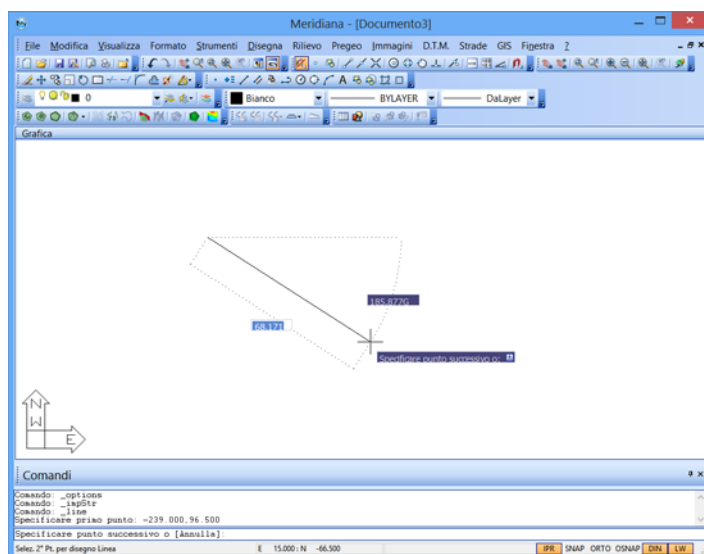 Meridiana - [Documento3]
File Modifica Visualizza Formato Strumenti Disegna Rilievo Pregeo Immagini D.T.M. Strade GIS Finestra ?
0 Bianco BYLAYER DaLayer
Grafica
185.877G
68.171
Specificare punto successivo o:
N
W
E
Comandi
Comando: _options
Comando: _impStr
Comando: _line
Specificare primo punto: =239.000,96.500
Specificare punto successivo o [Annulla]:
Selez. 2° Pt. per disegno Linea E 15.000 : N -66.500 IPR SNAP ORTO OSNAP DIN LW